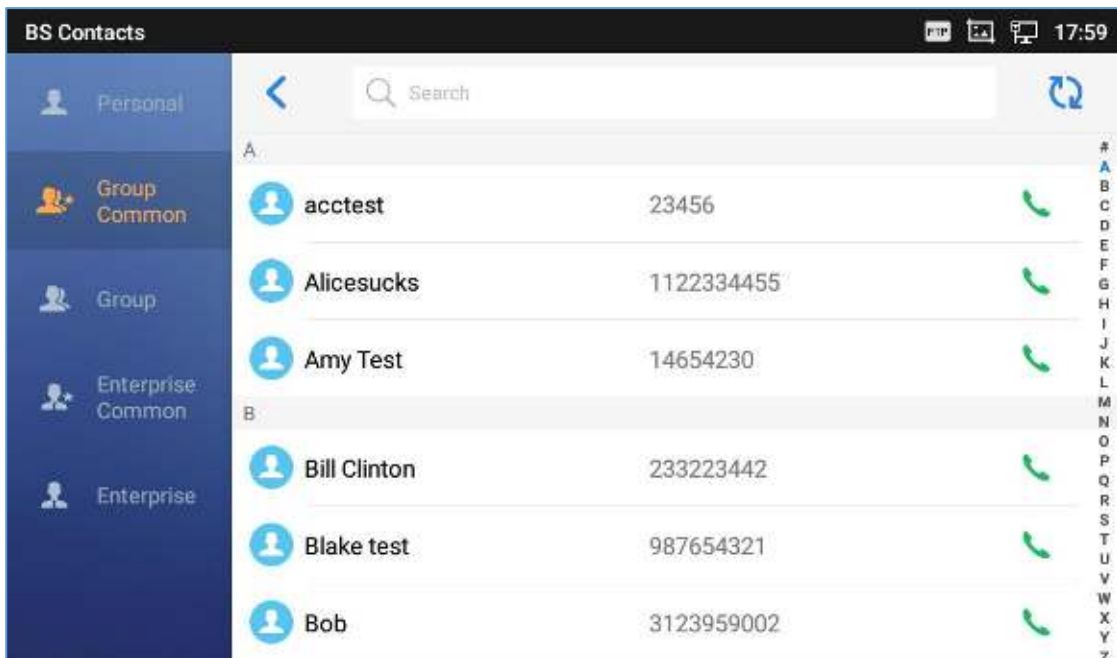 BS Contacts
PTP
17:59
Personal
Group
Common
Group
Enterprise
Common
Enterprise
Search
A
acctest 23456
Alicesucks 1122334455
Amy Test 14654230
B
Bill Clinton 233223442
Blake test 987654321
Bob 3123959002
#
A
B
C
D
E
F
G
H
I
J
K
L
M
N
O
P
Q
R
S
T
U
V
W
X
Y
Z